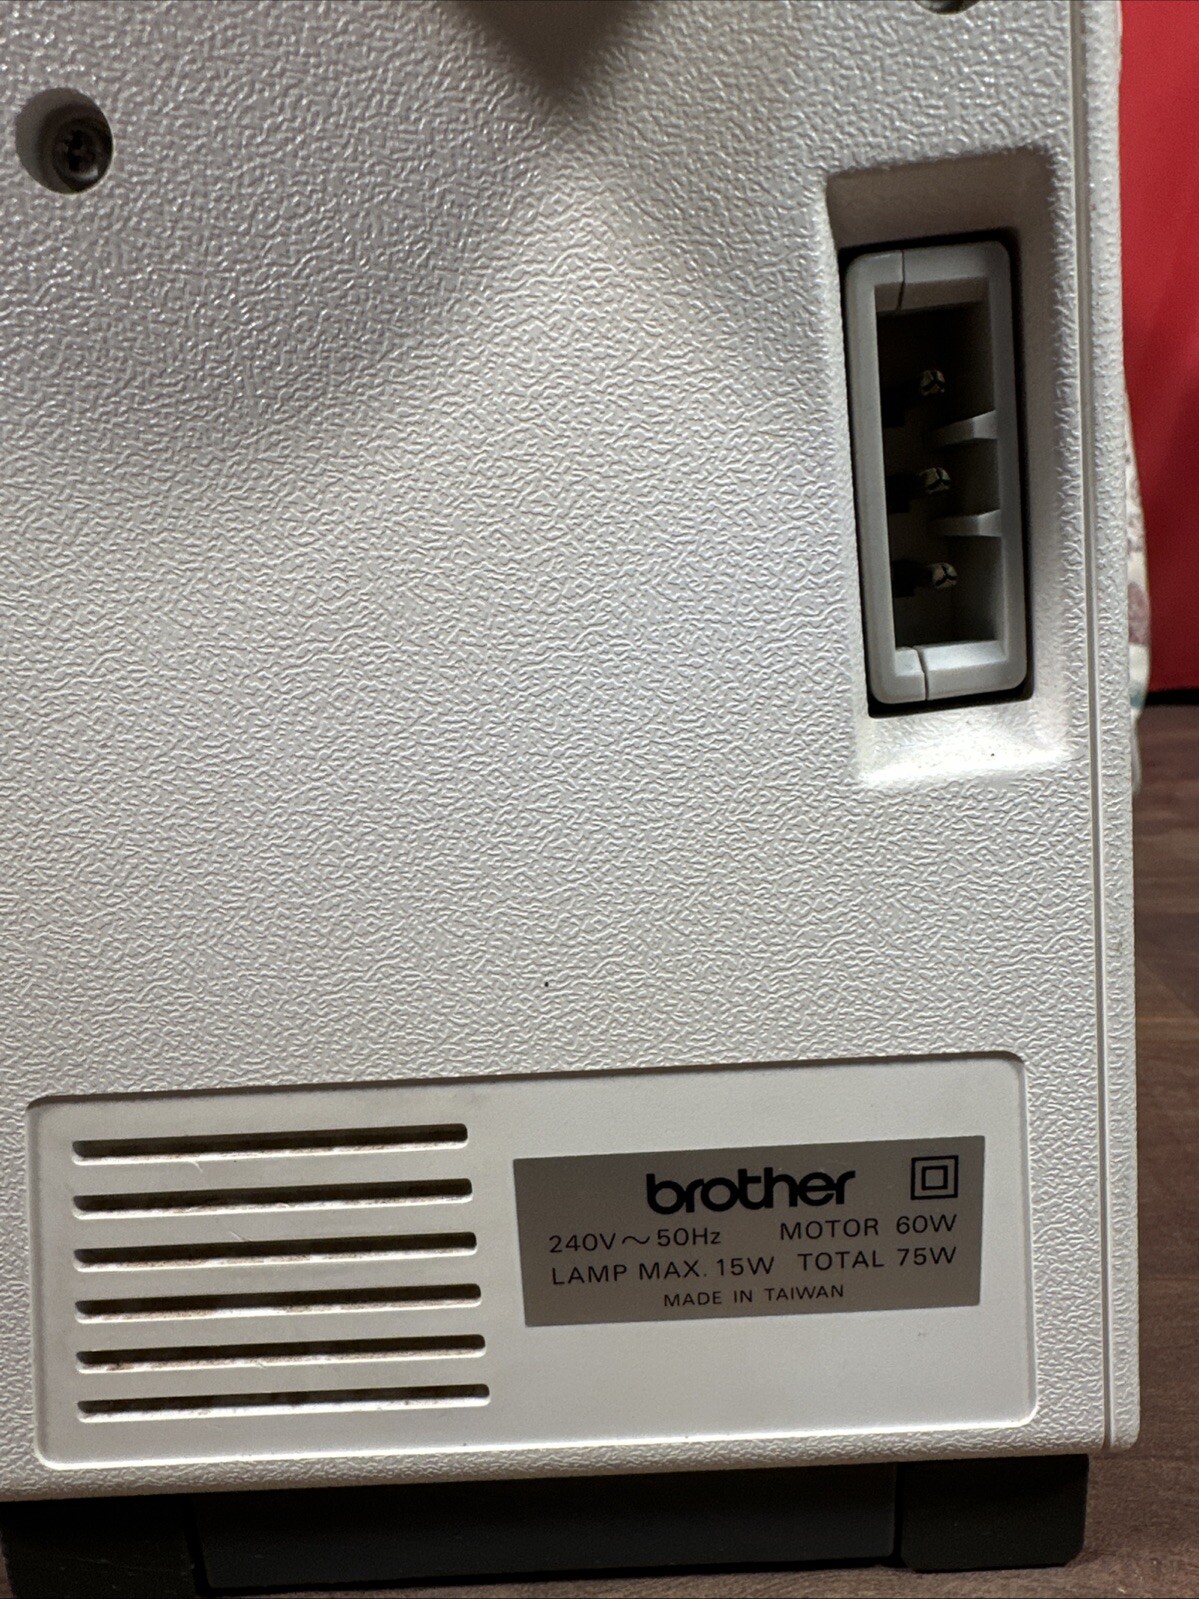 brother
240V～50Hz MOTOR 60W
LAMP MAX. 15W TOTAL 75W
MADE IN TAIWAN